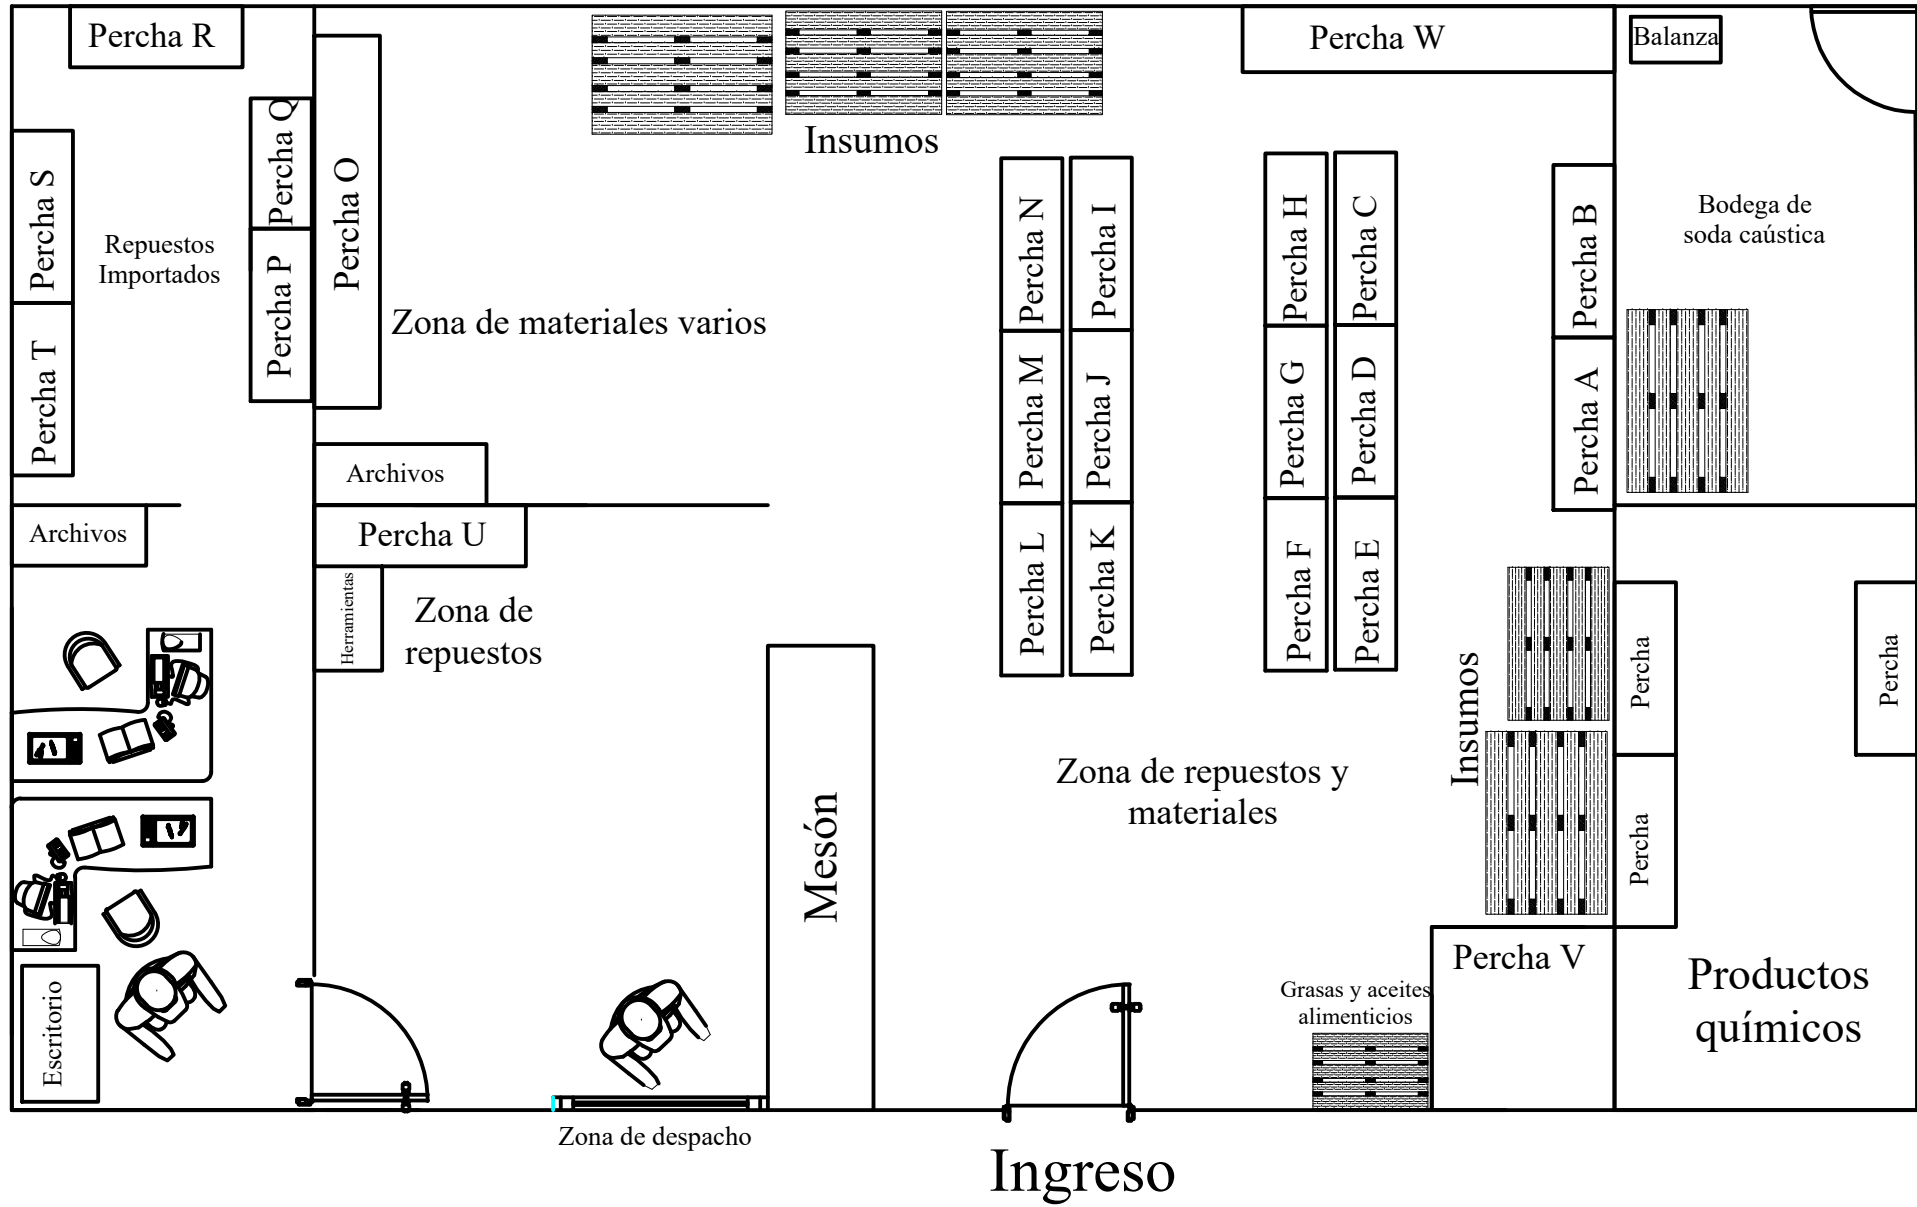 Percha R
Percha W
Balanza
Insumos
Percha Q
Percha S
Percha O
Percha P
Percha T
Repuestos
Importados
Zona de materiales varios
Percha N
Percha I
Percha H
Percha C
Percha B
Bodega de
soda caústica
Percha M
Percha J
Percha G
Percha D
Percha A
Archivos
Archivos
Percha U
Herramientas
Zona de
repuestos
Percha L
Percha K
Percha F
Percha E
Insumos
Percha
Percha
Percha
Zona de repuestos y
materiales
Mesón
Percha V
Productos
químicos
Grasas y aceites
alimenticios
Escritorio
Zona de despacho
Ingreso